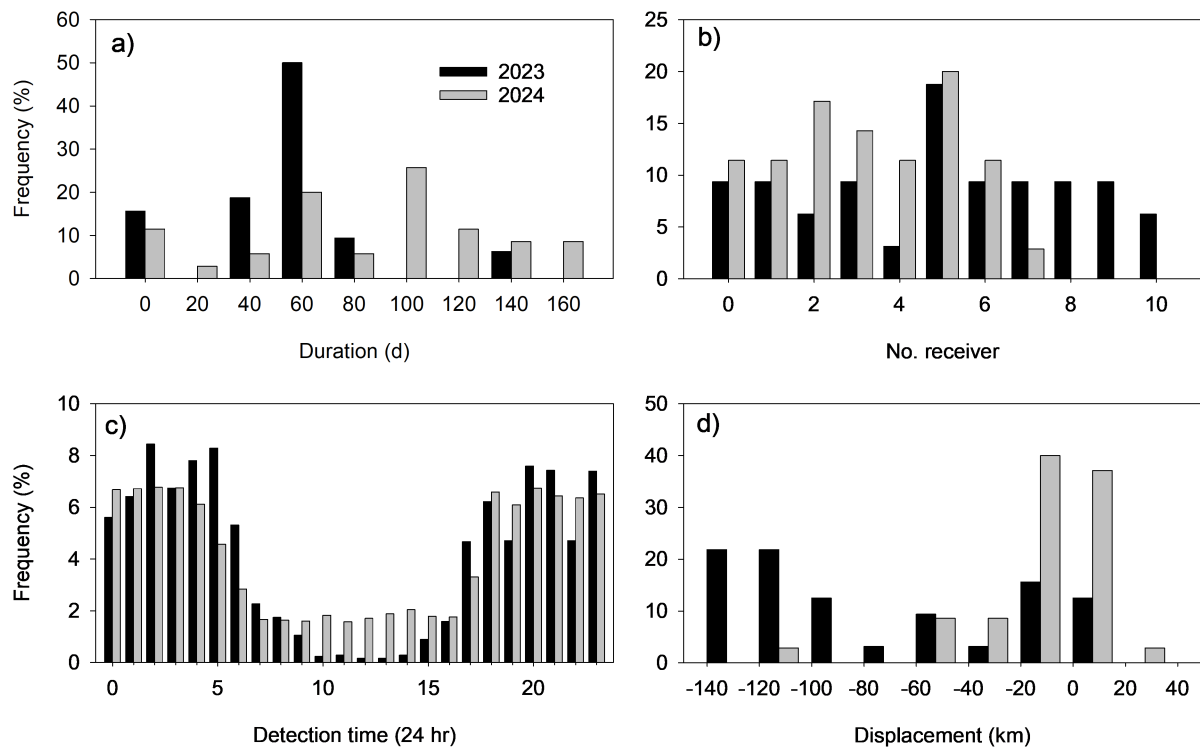 a)
60
50
40
30
20
10
0
Frequency (%)
2023
2024
0 20 40 60 80 100 120 140 160
Duration (d)
b)
25
20
15
10
5
0
0 2 4 6 8 10
No. receiver
c)
10
8
6
4
2
0
Frequency (%)
0 5 10 15 20
Detection time (24 hr)
d)
50
40
30
20
10
0
-140 -120 -100 -80 -60 -40 -20 0 20 40
Displacement (km)